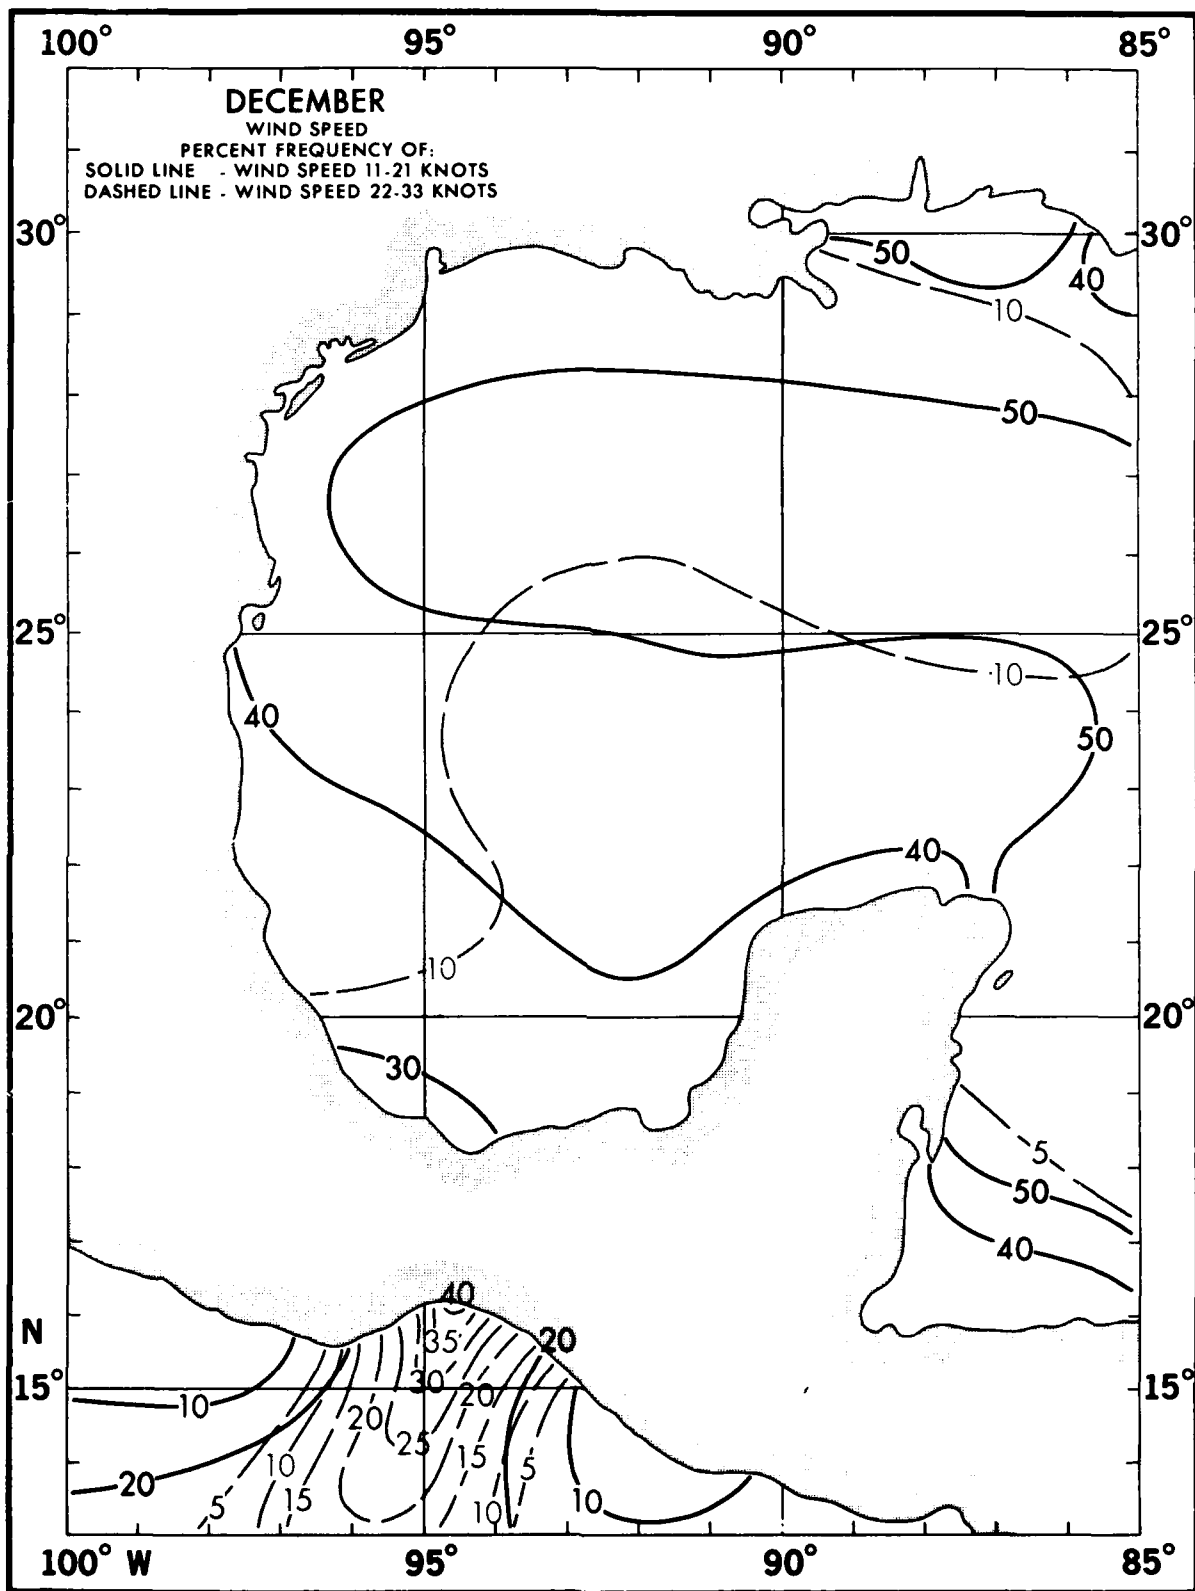 100° 95° 90° 85°
DECEMBER
WIND SPEED
PERCENT FREQUENCY OF:
SOLID LINE - WIND SPEED 11-21 KNOTS
DASHED LINE - WIND SPEED 22-33 KNOTS
30° 30°
50
40
10
50
25° 25°
10
40
50
40
10
20° 20°
30
5
50
40
40
N
35
20
15° 30 15°
10 20
20
25
15
10
20 5
5 15 10 10
100° W 95° 90° 85°